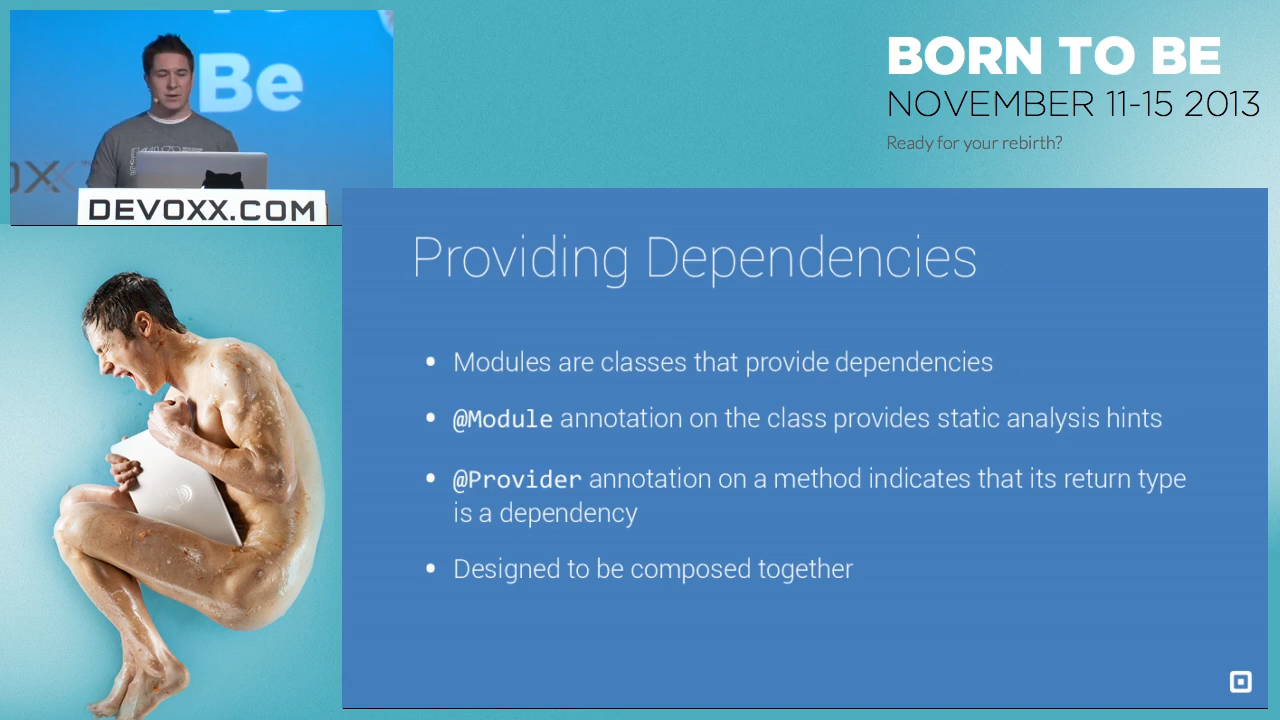 Be
DEVOXX.COM
BORN TO BE
NOVEMBER 11-15 2013
Ready for your rebirth?
Providing Dependencies
• Modules are classes that provide dependencies
• @Module annotation on the class provides static analysis hints
• @Provider annotation on a method indicates that its return type
is a dependency
• Designed to be composed together